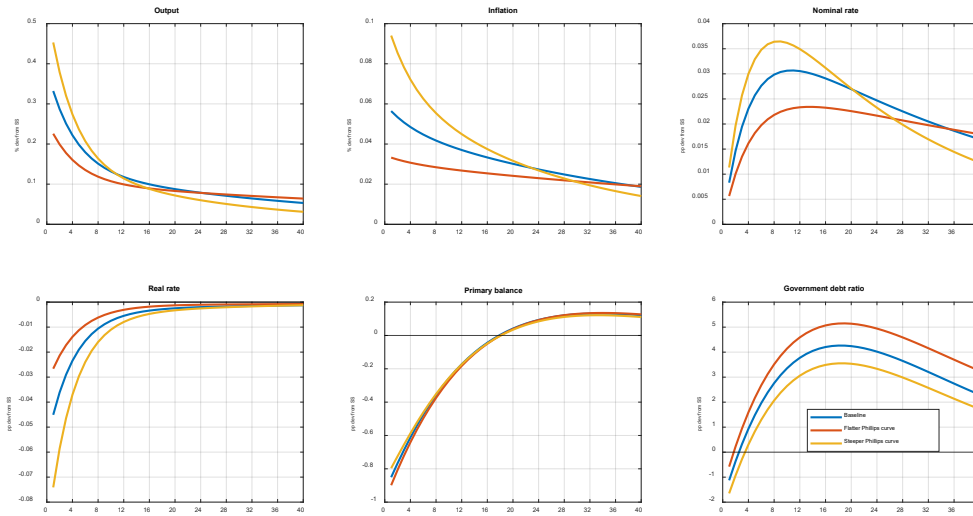 Output
Inflation
Nominal rate
0.5
0.4
0.3
0.2
0.1
0
% dev from SS
0 4 8 12 16 20 24 28 32 36 40
0.1
0.08
0.06
0.04
0.02
0
% dev from SS
0 4 8 12 16 20 24 28 32 36 40
0.04
0.035
0.03
0.025
0.02
0.015
0.01
0.005
0
pp dev from SS
0 4 8 12 16 20 24 28 32 36
Real rate
Primary balance
Government debt ratio
0
-0.01
-0.02
-0.03
-0.04
-0.05
-0.06
-0.07
-0.08
pp dev from SS
0 4 8 12 16 20 24 28 32 36 40
0.2
0
-0.2
-0.4
-0.6
-0.8
-1
pp dev from SS
0 4 8 12 16 20 24 28 32 36 40
6
5
4
3
2
1
0
-1
-2
pp dev from SS
Baseline
Flatter Phillips curve
Steeper Phillips curve
0 4 8 12 16 20 24 28 32 36